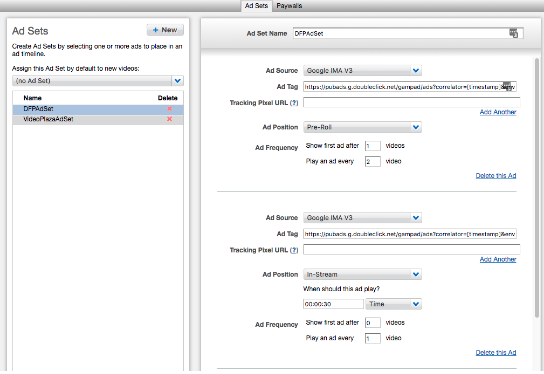 Ad Sets Paywalls
Ad Sets
+ New
Create Ad Sets by selecting one or more ads to place in an
ad timeline.
Assign this Ad Set by default to new videos:
(no Ad Set)
Name Delete
DFPAdSet
VideoPlazaAdSet
Ad Set Name DFPAdSet
Ad Source Google IMA V3
Ad Tag https://pubads.g.doubleclick.net/gampad/ads?correlator=[timestamp]&env
Tracking Pixel URL (?)
Add Another
Ad Position Pre-Roll
Ad Frequency Show first ad after 1 videos
Play an ad every 2 video
Delete this Ad
Ad Source Google IMA V3
Ad Tag https://pubads.g.doubleclick.net/gampad/ads?correlator=[timestamp]&env
Tracking Pixel URL (?)
Add Another
Ad Position In-Stream
When should this ad play?
00:00:30 Time
Ad Frequency Show first ad after 0 videos
Play an ad every 1 video
Delete this Ad